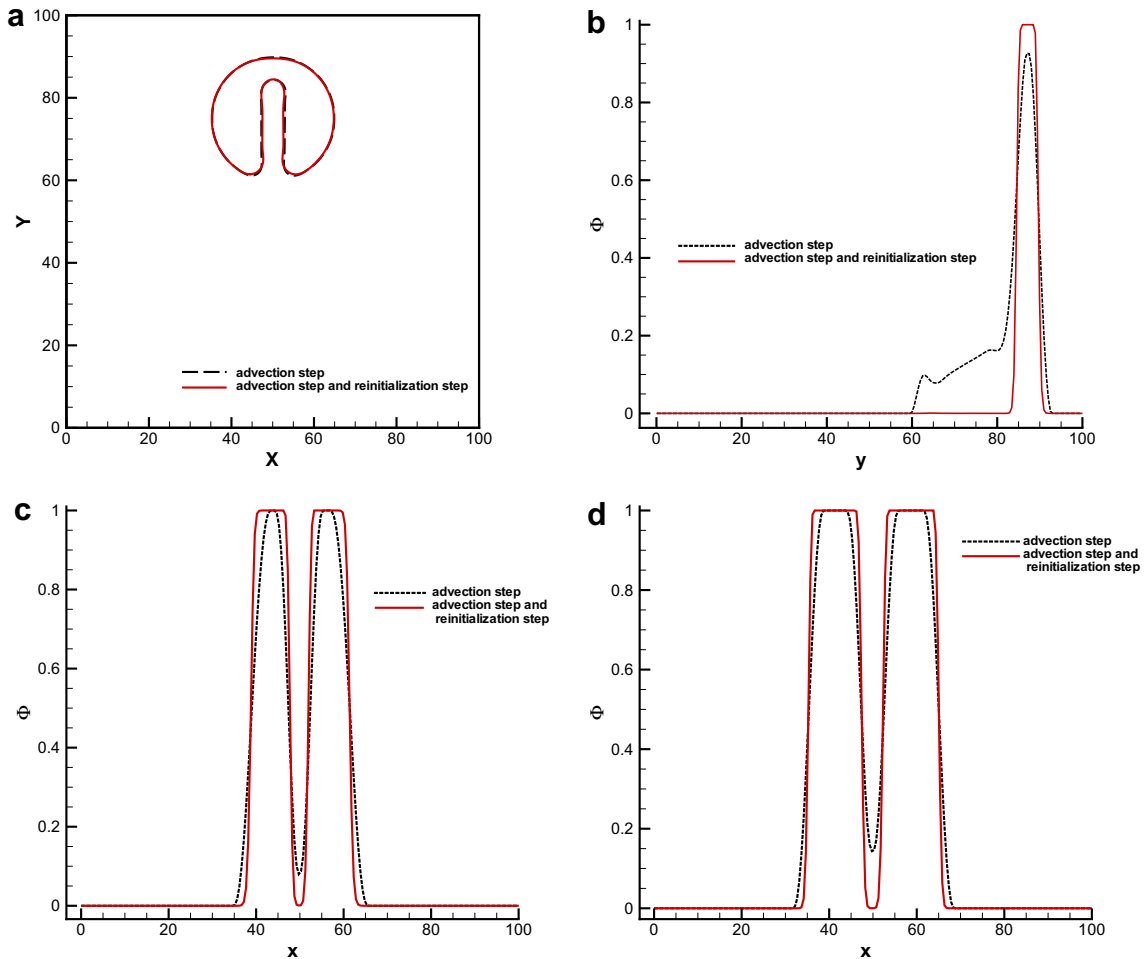 a
100
80
60
40
20
0
Y
0 20 40 60 80 100
X
advection step
advection step and reinitialization step
b
1
0.8
0.6
0.4
0.2
0
Φ
0 20 40 60 80 100
y
advection step
advection step and reinitialization step
c
1
0.8
0.6
0.4
0.2
0
Φ
0 20 40 60 80 100
x
advection step
advection step and
reinitialization step
d
1
0.8
0.6
0.4
0.2
0
Φ
0 20 40 60 80 100
x
advection step
advection step and
reinitialization step